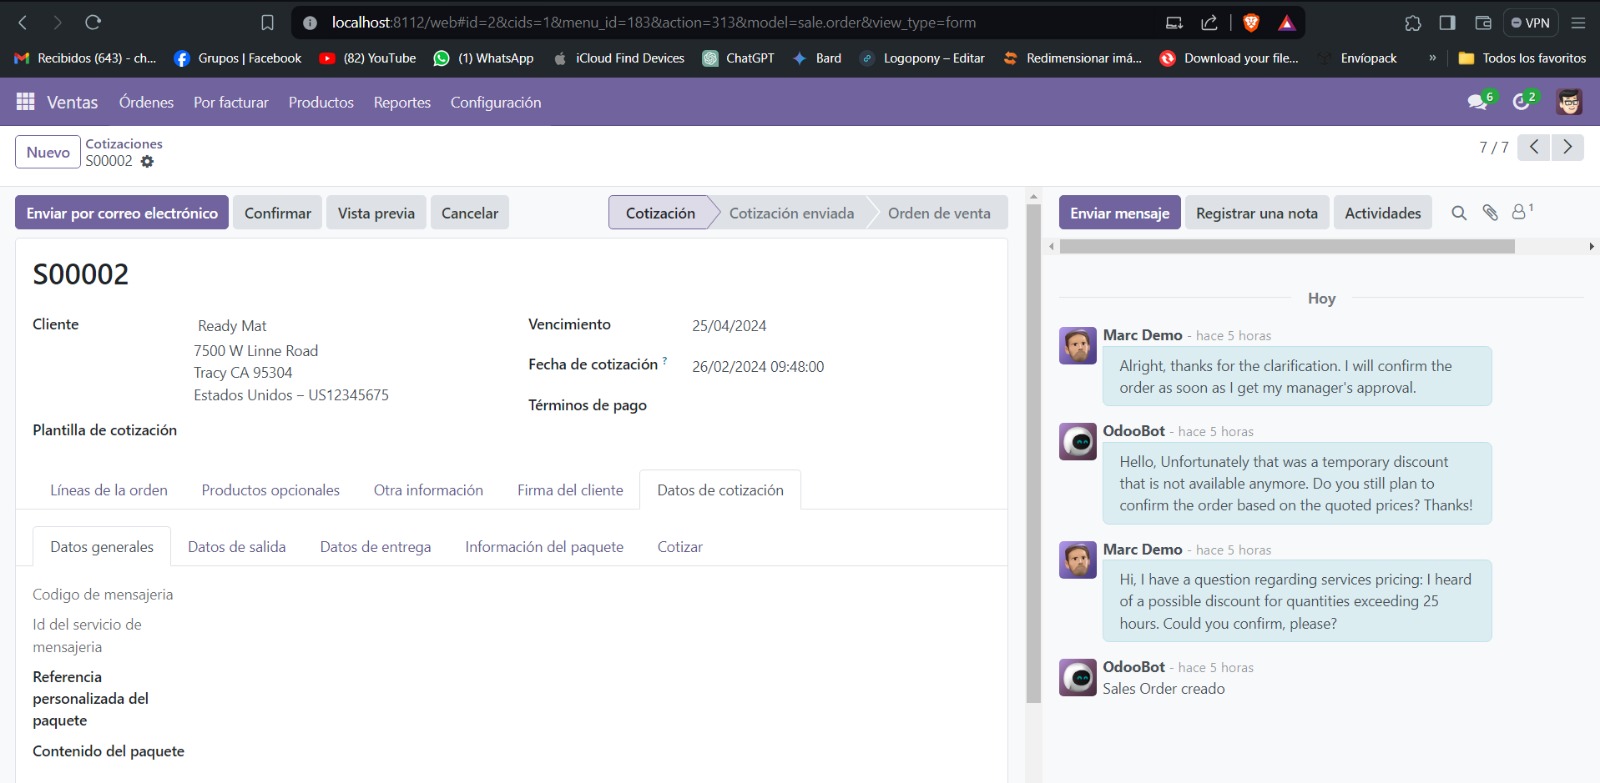 localhost:8112/web#id=2&cids=1&menu_id=183&action=313&model=sale.order&view_type=form
VPN
Recibidos (643) - ch...
Grupos | Facebook
(82) YouTube
(1) WhatsApp
iCloud Find Devices
ChatGPT
Bard
Logopony – Editar
Redimensionar imá...
Download your file...
Envíopack
»
Todos los favoritos
Ventas
Órdenes
Por facturar
Productos
Reportes
Configuración
6
2
Nuevo
Cotizaciones
S00002
7 / 7
Enviar por correo electrónico
Confirmar
Vista previa
Cancelar
Cotización
Cotización enviada
Orden de venta
S00002
Cliente
Ready Mat
7500 W Linne Road
Tracy CA 95304
Estados Unidos – US12345675
Plantilla de cotización
Vencimiento
25/04/2024
Fecha de cotización ?
26/02/2024 09:48:00
Términos de pago
Líneas de la orden
Productos opcionales
Otra información
Firma del cliente
Datos de cotización
Datos generales
Datos de salida
Datos de entrega
Información del paquete
Cotizar
Codigo de mensajeria
Id del servicio de
mensajeria
Referencia
personalizada del
paquete
Contenido del paquete
Enviar mensaje
Registrar una nota
Actividades
1
Hoy
Marc Demo - hace 5 horas
Alright, thanks for the clarification. I will confirm the
order as soon as I get my manager's approval.
OdooBot - hace 5 horas
Hello, Unfortunately that was a temporary discount
that is not available anymore. Do you still plan to
confirm the order based on the quoted prices? Thanks!
Marc Demo - hace 5 horas
Hi, I have a question regarding services pricing: I heard
of a possible discount for quantities exceeding 25
hours. Could you confirm, please?
OdooBot - hace 5 horas
Sales Order creado